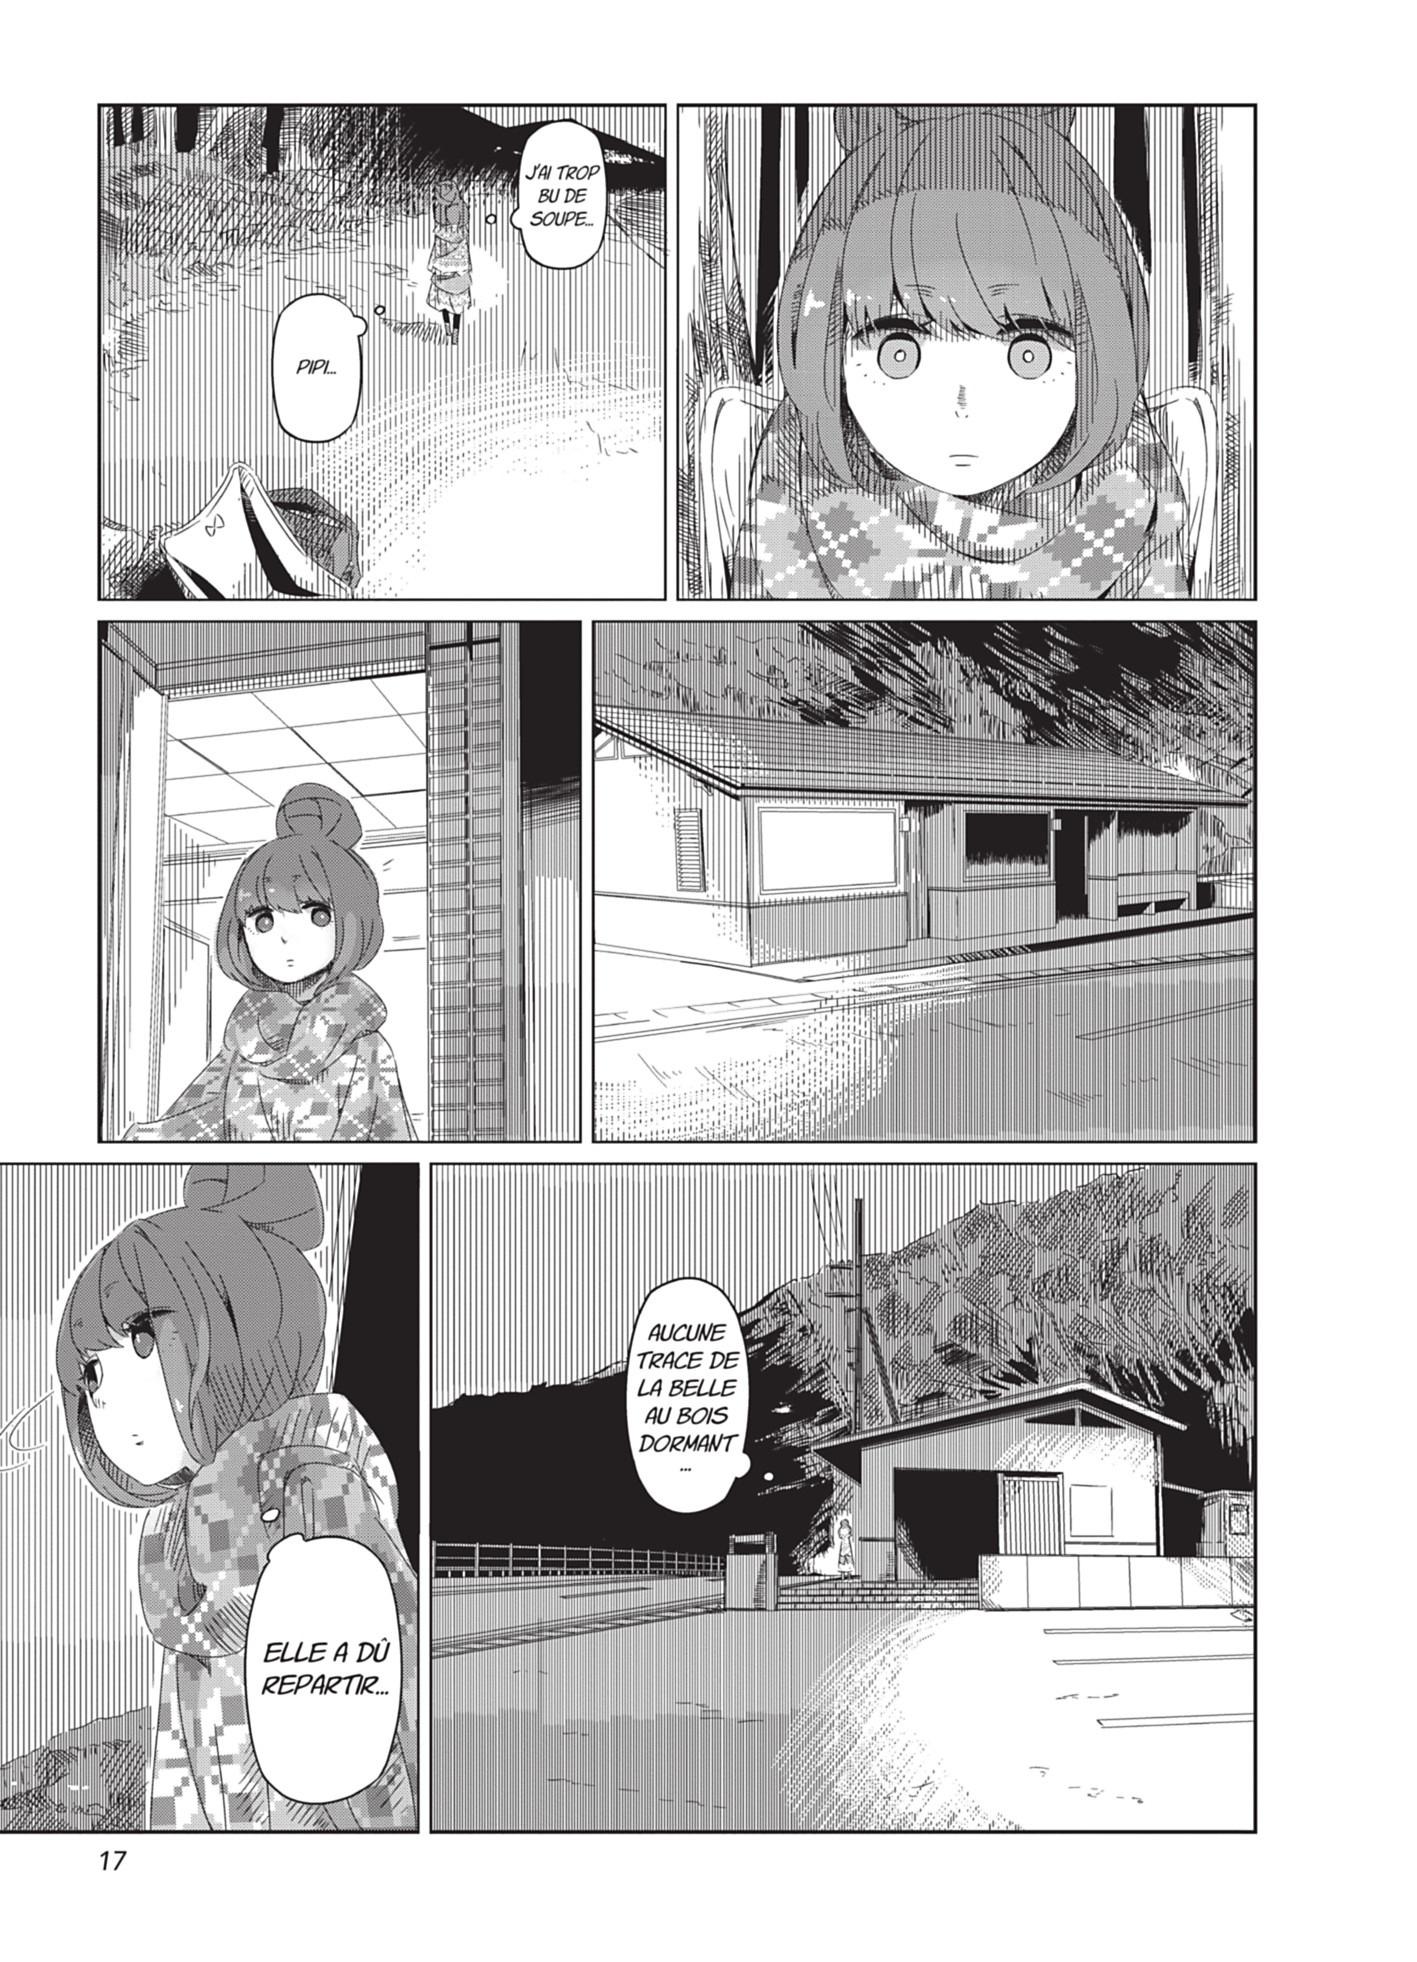 J'AI TROP
BU DE
SOUPE...
PIPI...
AUCUNE
TRACE DE
LA BELLE
AU BOIS
DORMANT
...
ELLE A DÛ
REPARTIR...
17